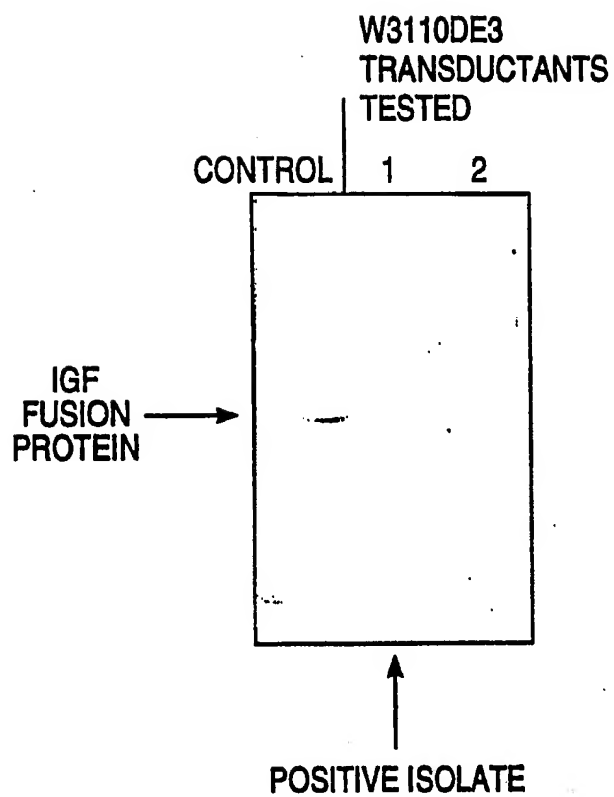 W3110DE3
TRANSDUCTANTS
TESTED
CONTROL 1 2
IGF
FUSION
PROTEIN
POSITIVE ISOLATE